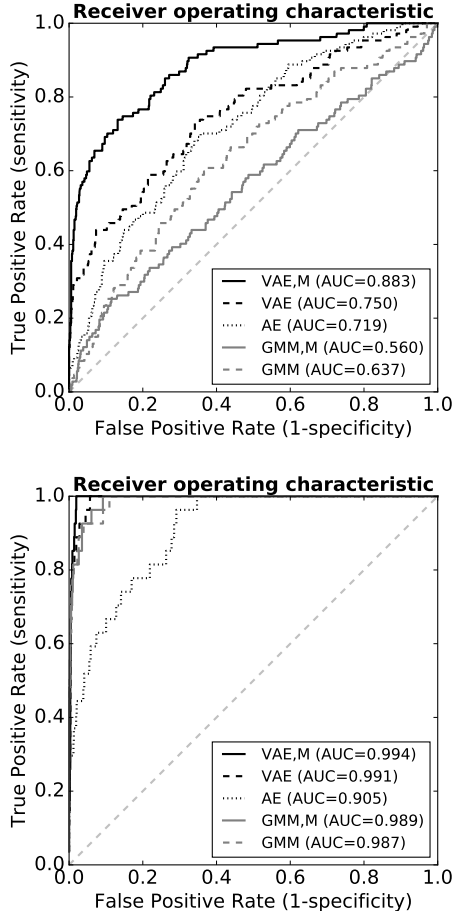 Receiver operating characteristic
1.0
0.8
0.6
0.4
0.2
0.0
True Positive Rate (sensitivity)
VAE,M (AUC=0.883)
VAE (AUC=0.750)
AE (AUC=0.719)
GMM,M (AUC=0.560)
GMM (AUC=0.637)
0.0 0.2 0.4 0.6 0.8 1.0
False Positive Rate (1-specificity)
Receiver operating characteristic
1.0
0.8
0.6
0.4
0.2
0.0
True Positive Rate (sensitivity)
VAE,M (AUC=0.994)
VAE (AUC=0.991)
AE (AUC=0.905)
GMM,M (AUC=0.989)
GMM (AUC=0.987)
0.0 0.2 0.4 0.6 0.8 1.0
False Positive Rate (1-specificity)